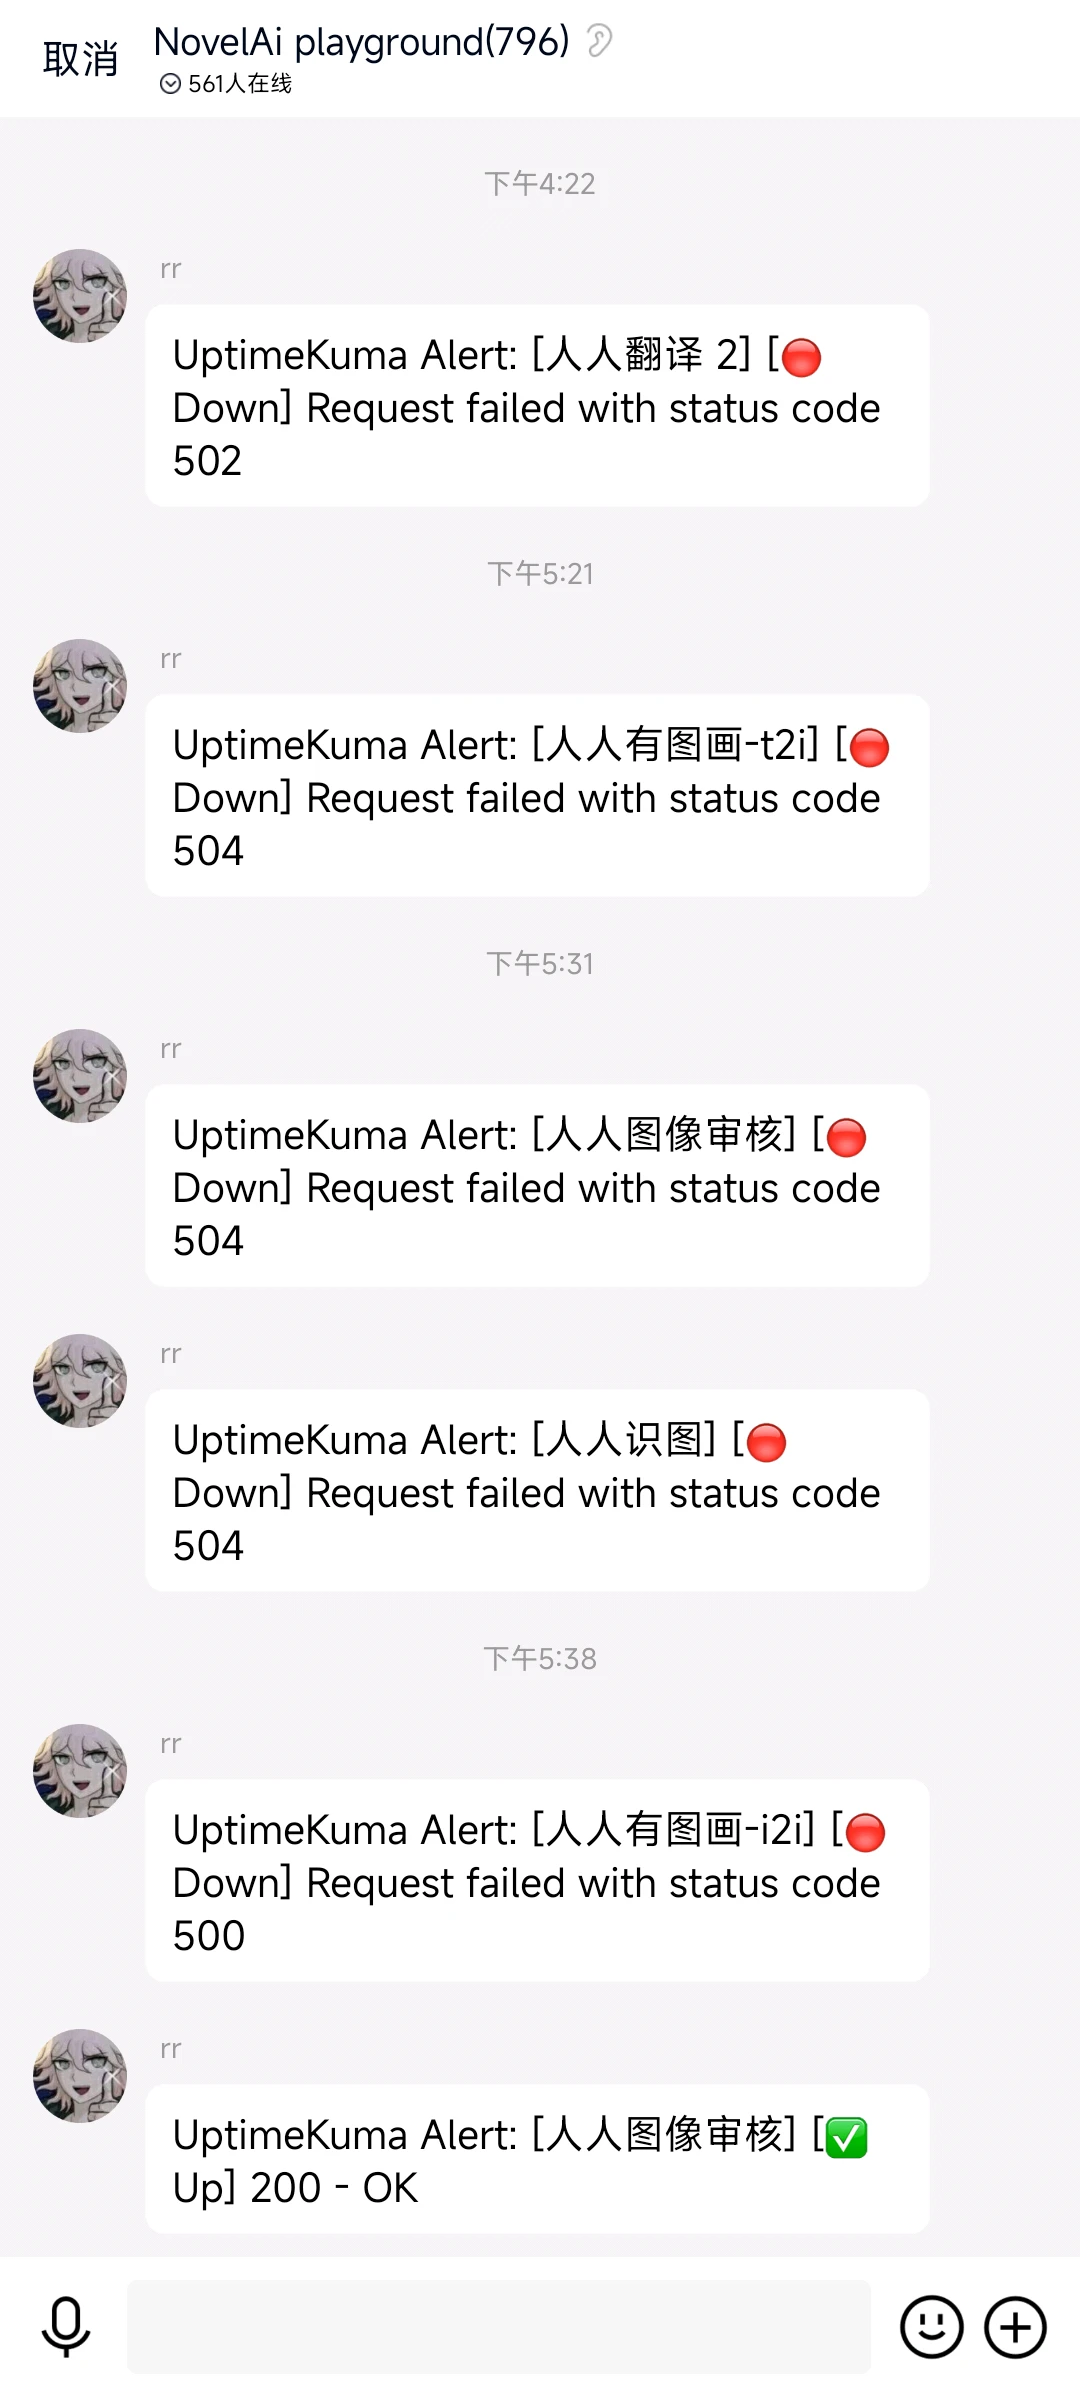 取消
NovelAi playground(796)
561人在线
下午4:22
rr
UptimeKuma Alert: [人人翻译 2] [🔴
Down] Request failed with status code
502
下午5:21
rr
UptimeKuma Alert: [人人有图画-t2i] [🔴
Down] Request failed with status code
504
下午5:31
rr
UptimeKuma Alert: [人人图像审核] [🔴
Down] Request failed with status code
504
rr
UptimeKuma Alert: [人人识图] [🔴
Down] Request failed with status code
504
下午5:38
rr
UptimeKuma Alert: [人人有图画-i2i] [🔴
Down] Request failed with status code
500
rr
UptimeKuma Alert: [人人图像审核] [✅
Up] 200 - OK